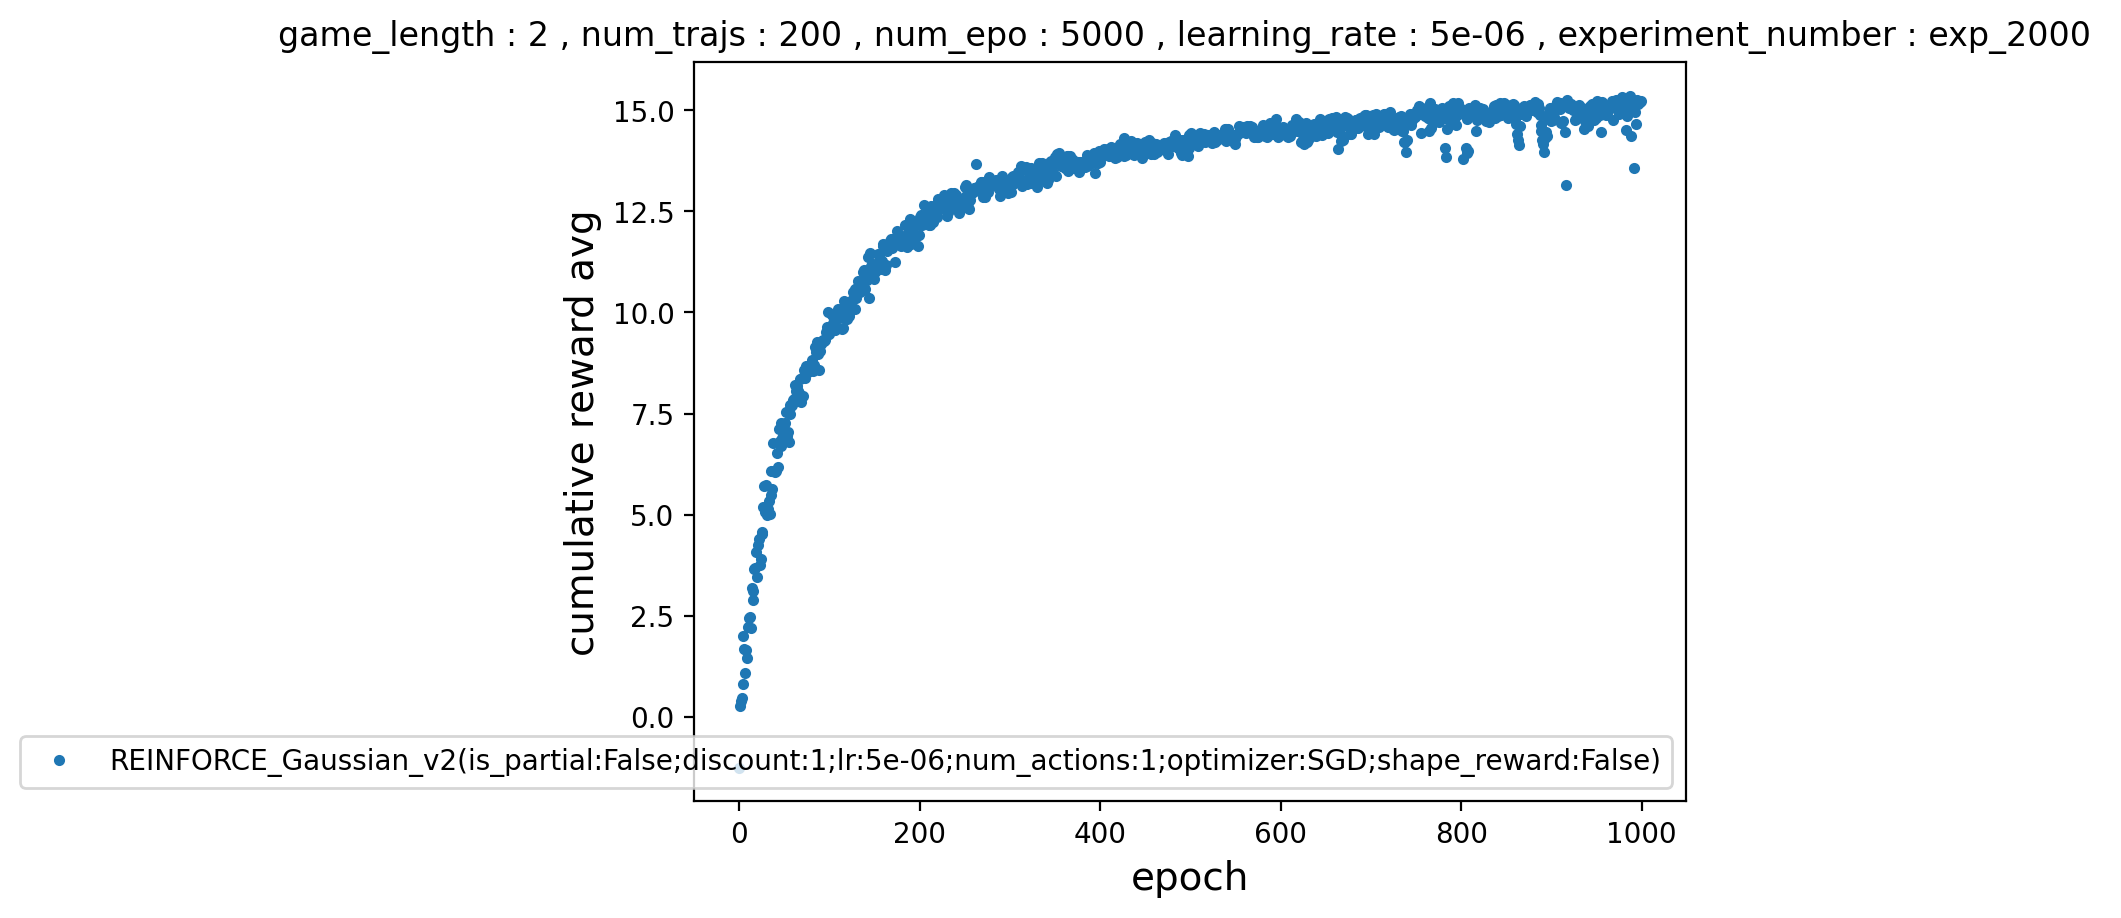 game_length : 2 , num_trajs : 200 , num_epo : 5000 , learning_rate : 5e-06 , experiment_number : exp_2000
cumulative reward avg
15.0
12.5
10.0
7.5
5.0
2.5
0.0
REINFORCE_Gaussian_v2(is_partial:False;discount:1;lr:5e-06;num_actions:1;optimizer:SGD;shape_reward:False)
0 200 400 600 800 1000
epoch